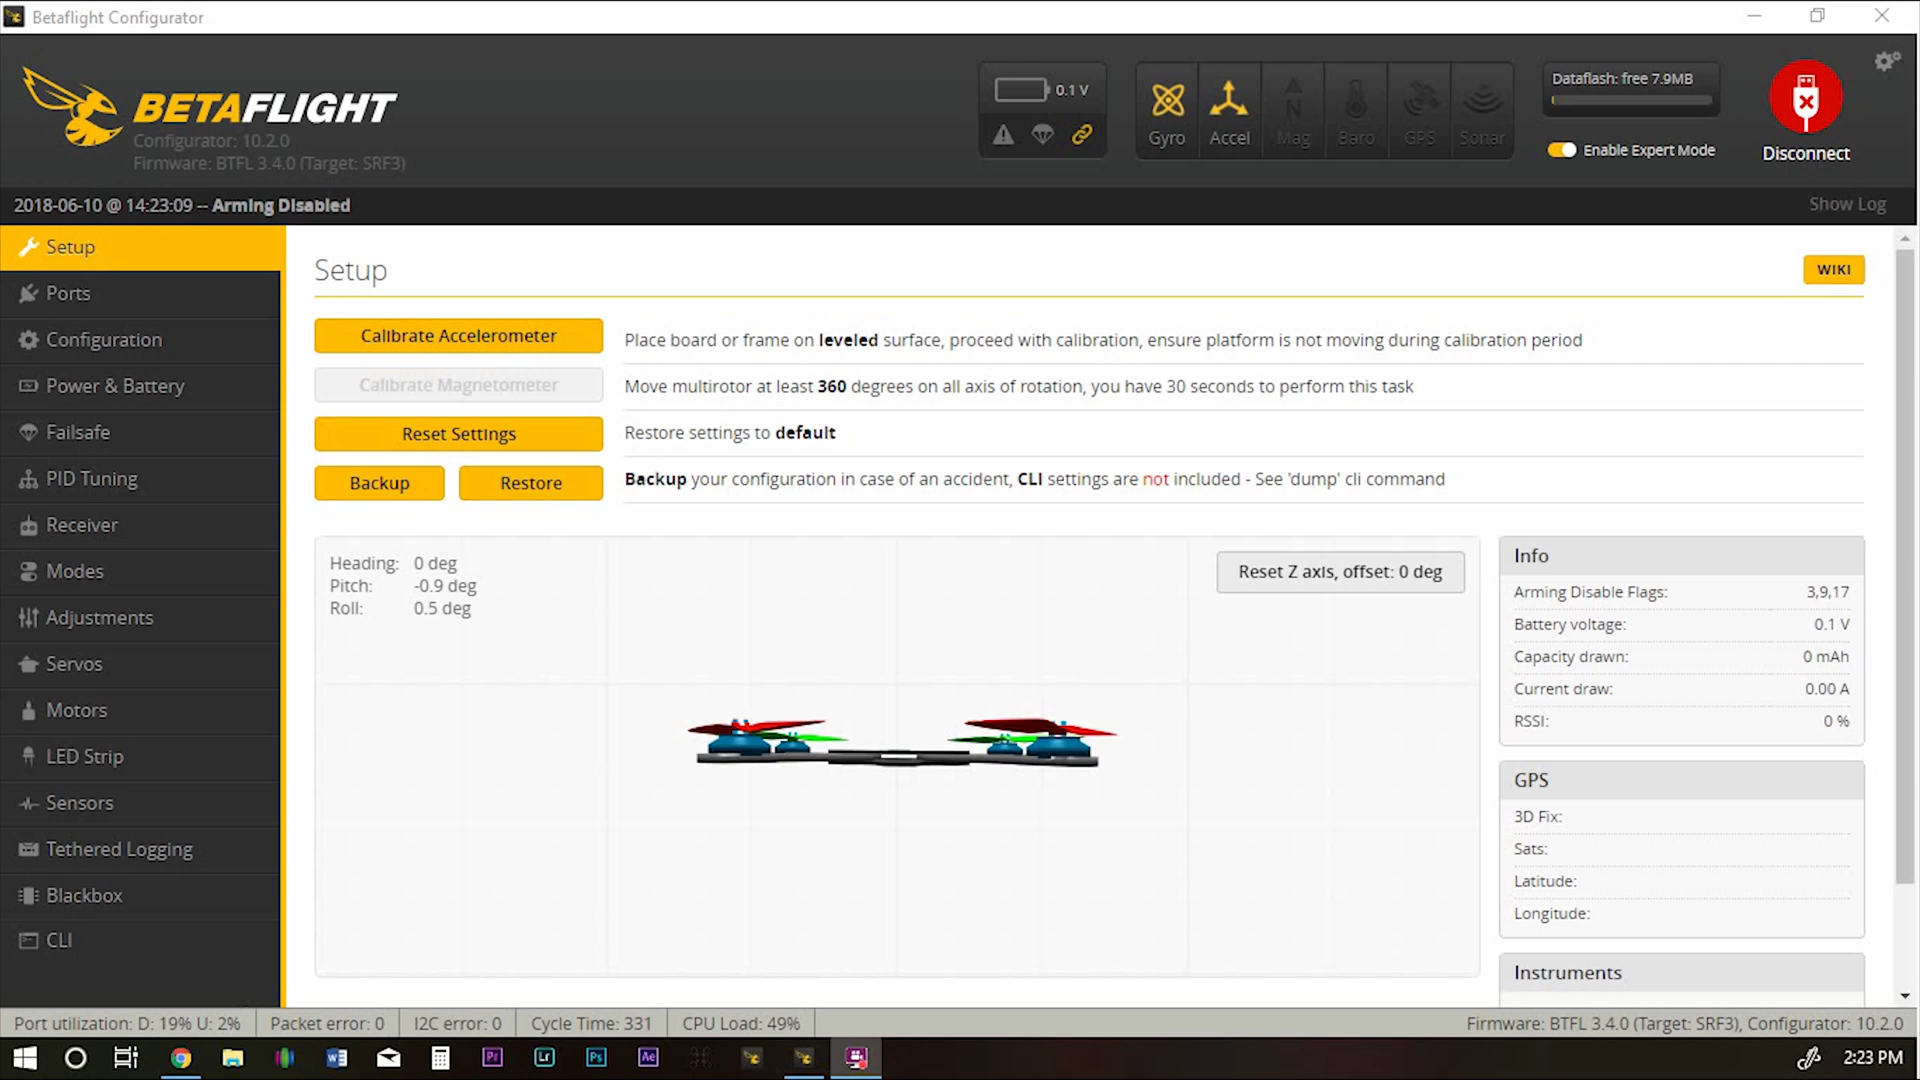 Betaflight Configurator
BETAFLIGHT
Configurator: 10.2.0
Firmware: BTFL 3.4.0 (Target: SRF3)
0.1 V
Gyro
Accel
Mag
Baro
GPS
Sonar
Dataflash: free 7.9MB
Enable Expert Mode
Disconnect
2018-06-10 @ 14:23:09 -- Arming Disabled
Show Log
Setup
Ports
Configuration
Power & Battery
Failsafe
PID Tuning
Receiver
Modes
Adjustments
Servos
Motors
LED Strip
Sensors
Tethered Logging
Blackbox
CLI
Setup
WIKI
Calibrate Accelerometer
Place board or frame on leveled surface, proceed with calibration, ensure platform is not moving during calibration period
Calibrate Magnetometer
Move multirotor at least 360 degrees on all axis of rotation, you have 30 seconds to perform this task
Reset Settings
Restore settings to default
Backup
Restore
Backup your configuration in case of an accident, CLI settings are not included - See 'dump' cli command
Heading: 0 deg
Pitch: -0.9 deg
Roll: 0.5 deg
Reset Z axis, offset: 0 deg
Info
Arming Disable Flags: 3,9,17
Battery voltage: 0.1 V
Capacity drawn: 0 mAh
Current draw: 0.00 A
RSSI: 0 %
GPS
3D Fix:
Sats:
Latitude:
Longitude:
Instruments
Port utilization: D: 19% U: 2%
Packet error: 0
I2C error: 0
Cycle Time: 331
CPU Load: 49%
Firmware: BTFL 3.4.0 (Target: SRF3), Configurator: 10.2.0
Pr
Lr
Ps
Ae
2:23 PM